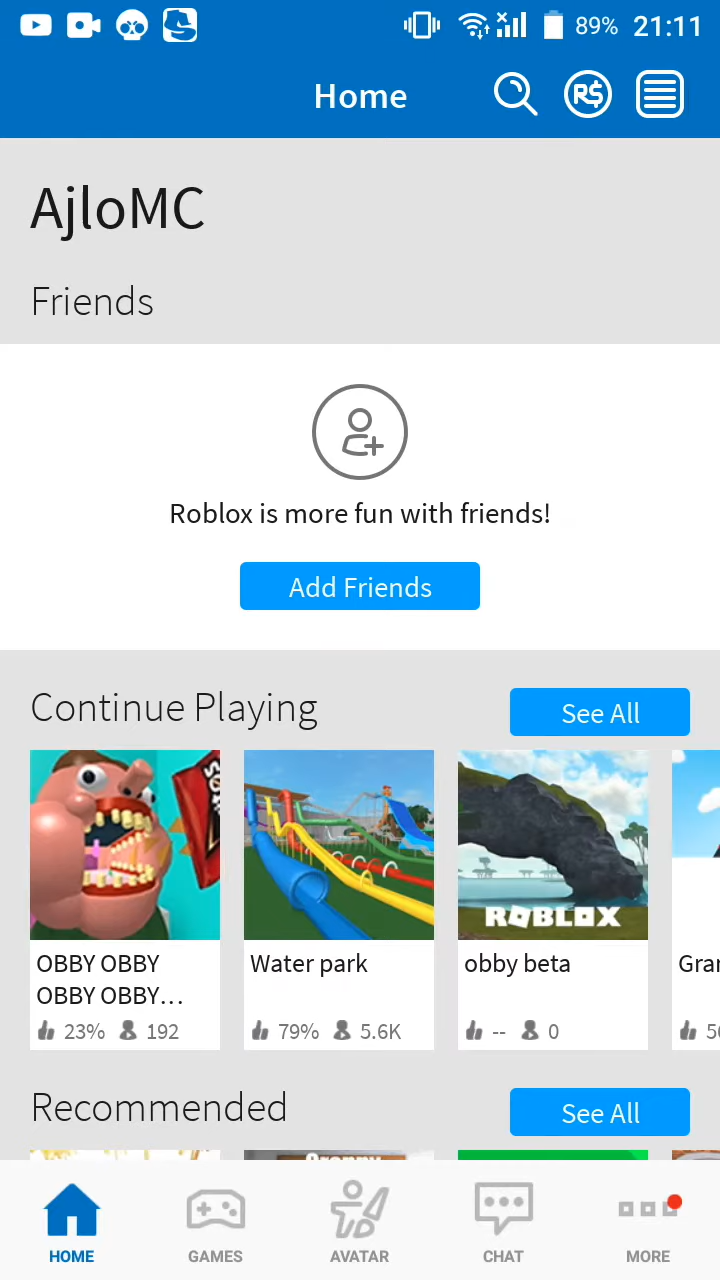 89% 21:11
Home
R$
AjloMC
Friends
Roblox is more fun with friends!
Add Friends
Continue Playing
See All
ROBLOX
OBBY OBBY
OBBY OBBY...
23% 192
Water park
79% 5.6K
obby beta
-- 0
Gra
Recommended
See All
Granny
HOME
GAMES
AVATAR
CHAT
MORE